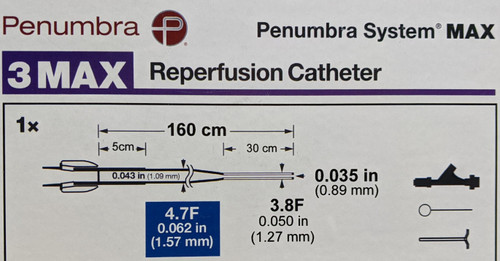 Penumbra P Penumbra System® MAX
3 MAX Reperfusion Catheter
1x
160 cm
5cm 30 cm
0.043 in (1.09 mm) 0.035 in
(0.89 mm)
4.7F 3.8F
0.062 in 0.050 in
(1.57 mm) (1.27 mm)